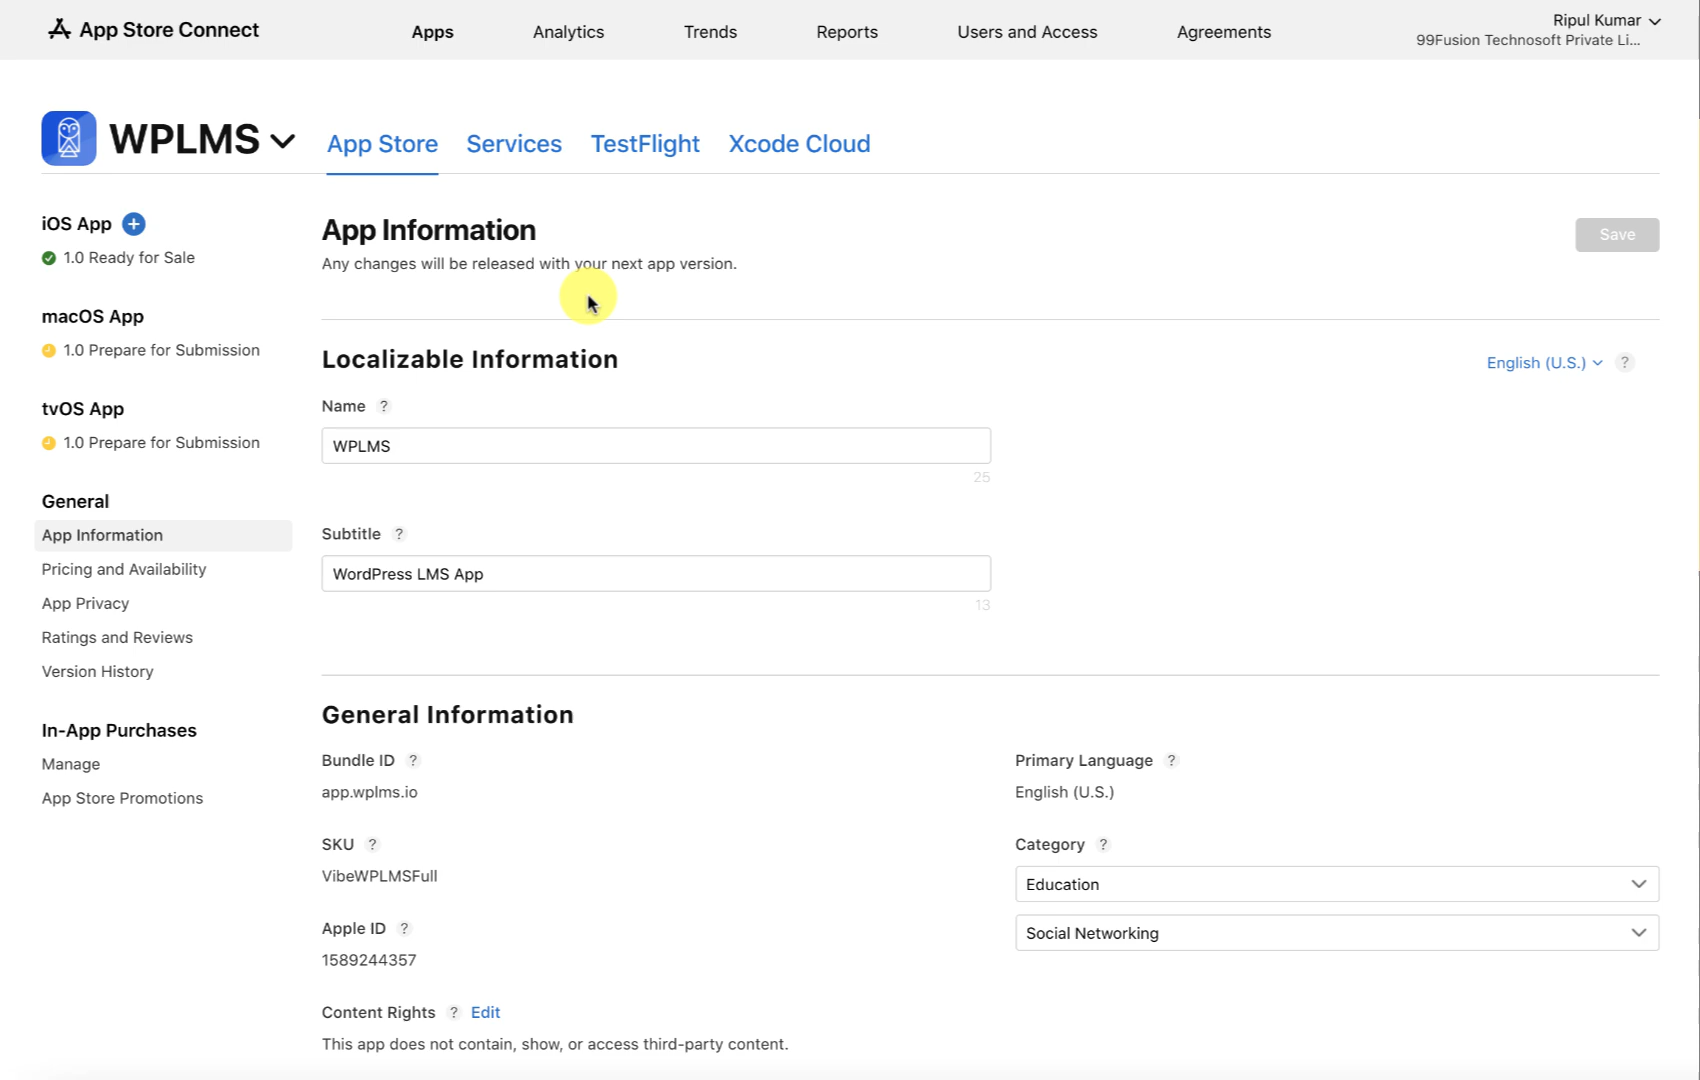 App Store Connect
Apps
Analytics
Trends
Reports
Users and Access
Agreements
Ripul Kumar
99Fusion Technosoft Private Li...
WPLMS
App Store
Services
TestFlight
Xcode Cloud
iOS App
1.0 Ready for Sale
macOS App
1.0 Prepare for Submission
tvOS App
1.0 Prepare for Submission
General
App Information
Pricing and Availability
App Privacy
Ratings and Reviews
Version History
In-App Purchases
Manage
App Store Promotions
App Information
Save
Any changes will be released with your next app version.
Localizable Information
English (U.S.) ?
Name ?
WPLMS
25
Subtitle ?
WordPress LMS App
13
General Information
Bundle ID ?
app.wplms.io
SKU ?
VibeWPLMSFull
Apple ID ?
1589244357
Content Rights ? Edit
This app does not contain, show, or access third-party content.
Primary Language ?
English (U.S.)
Category ?
Education
Social Networking